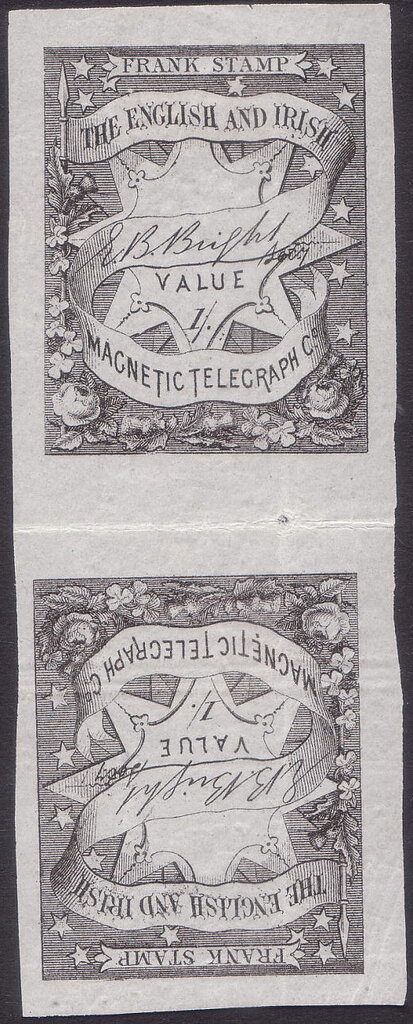 FRANK STAMP
THE ENGLISH AND IRISH
E.B. Bright
Secy
VALUE
1/.
MAGNETIC TELEGRAPH Co.
MAGNETIC TELEGRAPH Co.
1/.
VALUE
E.B. Bright
Secy
THE ENGLISH AND IRISH
FRANK STAMP